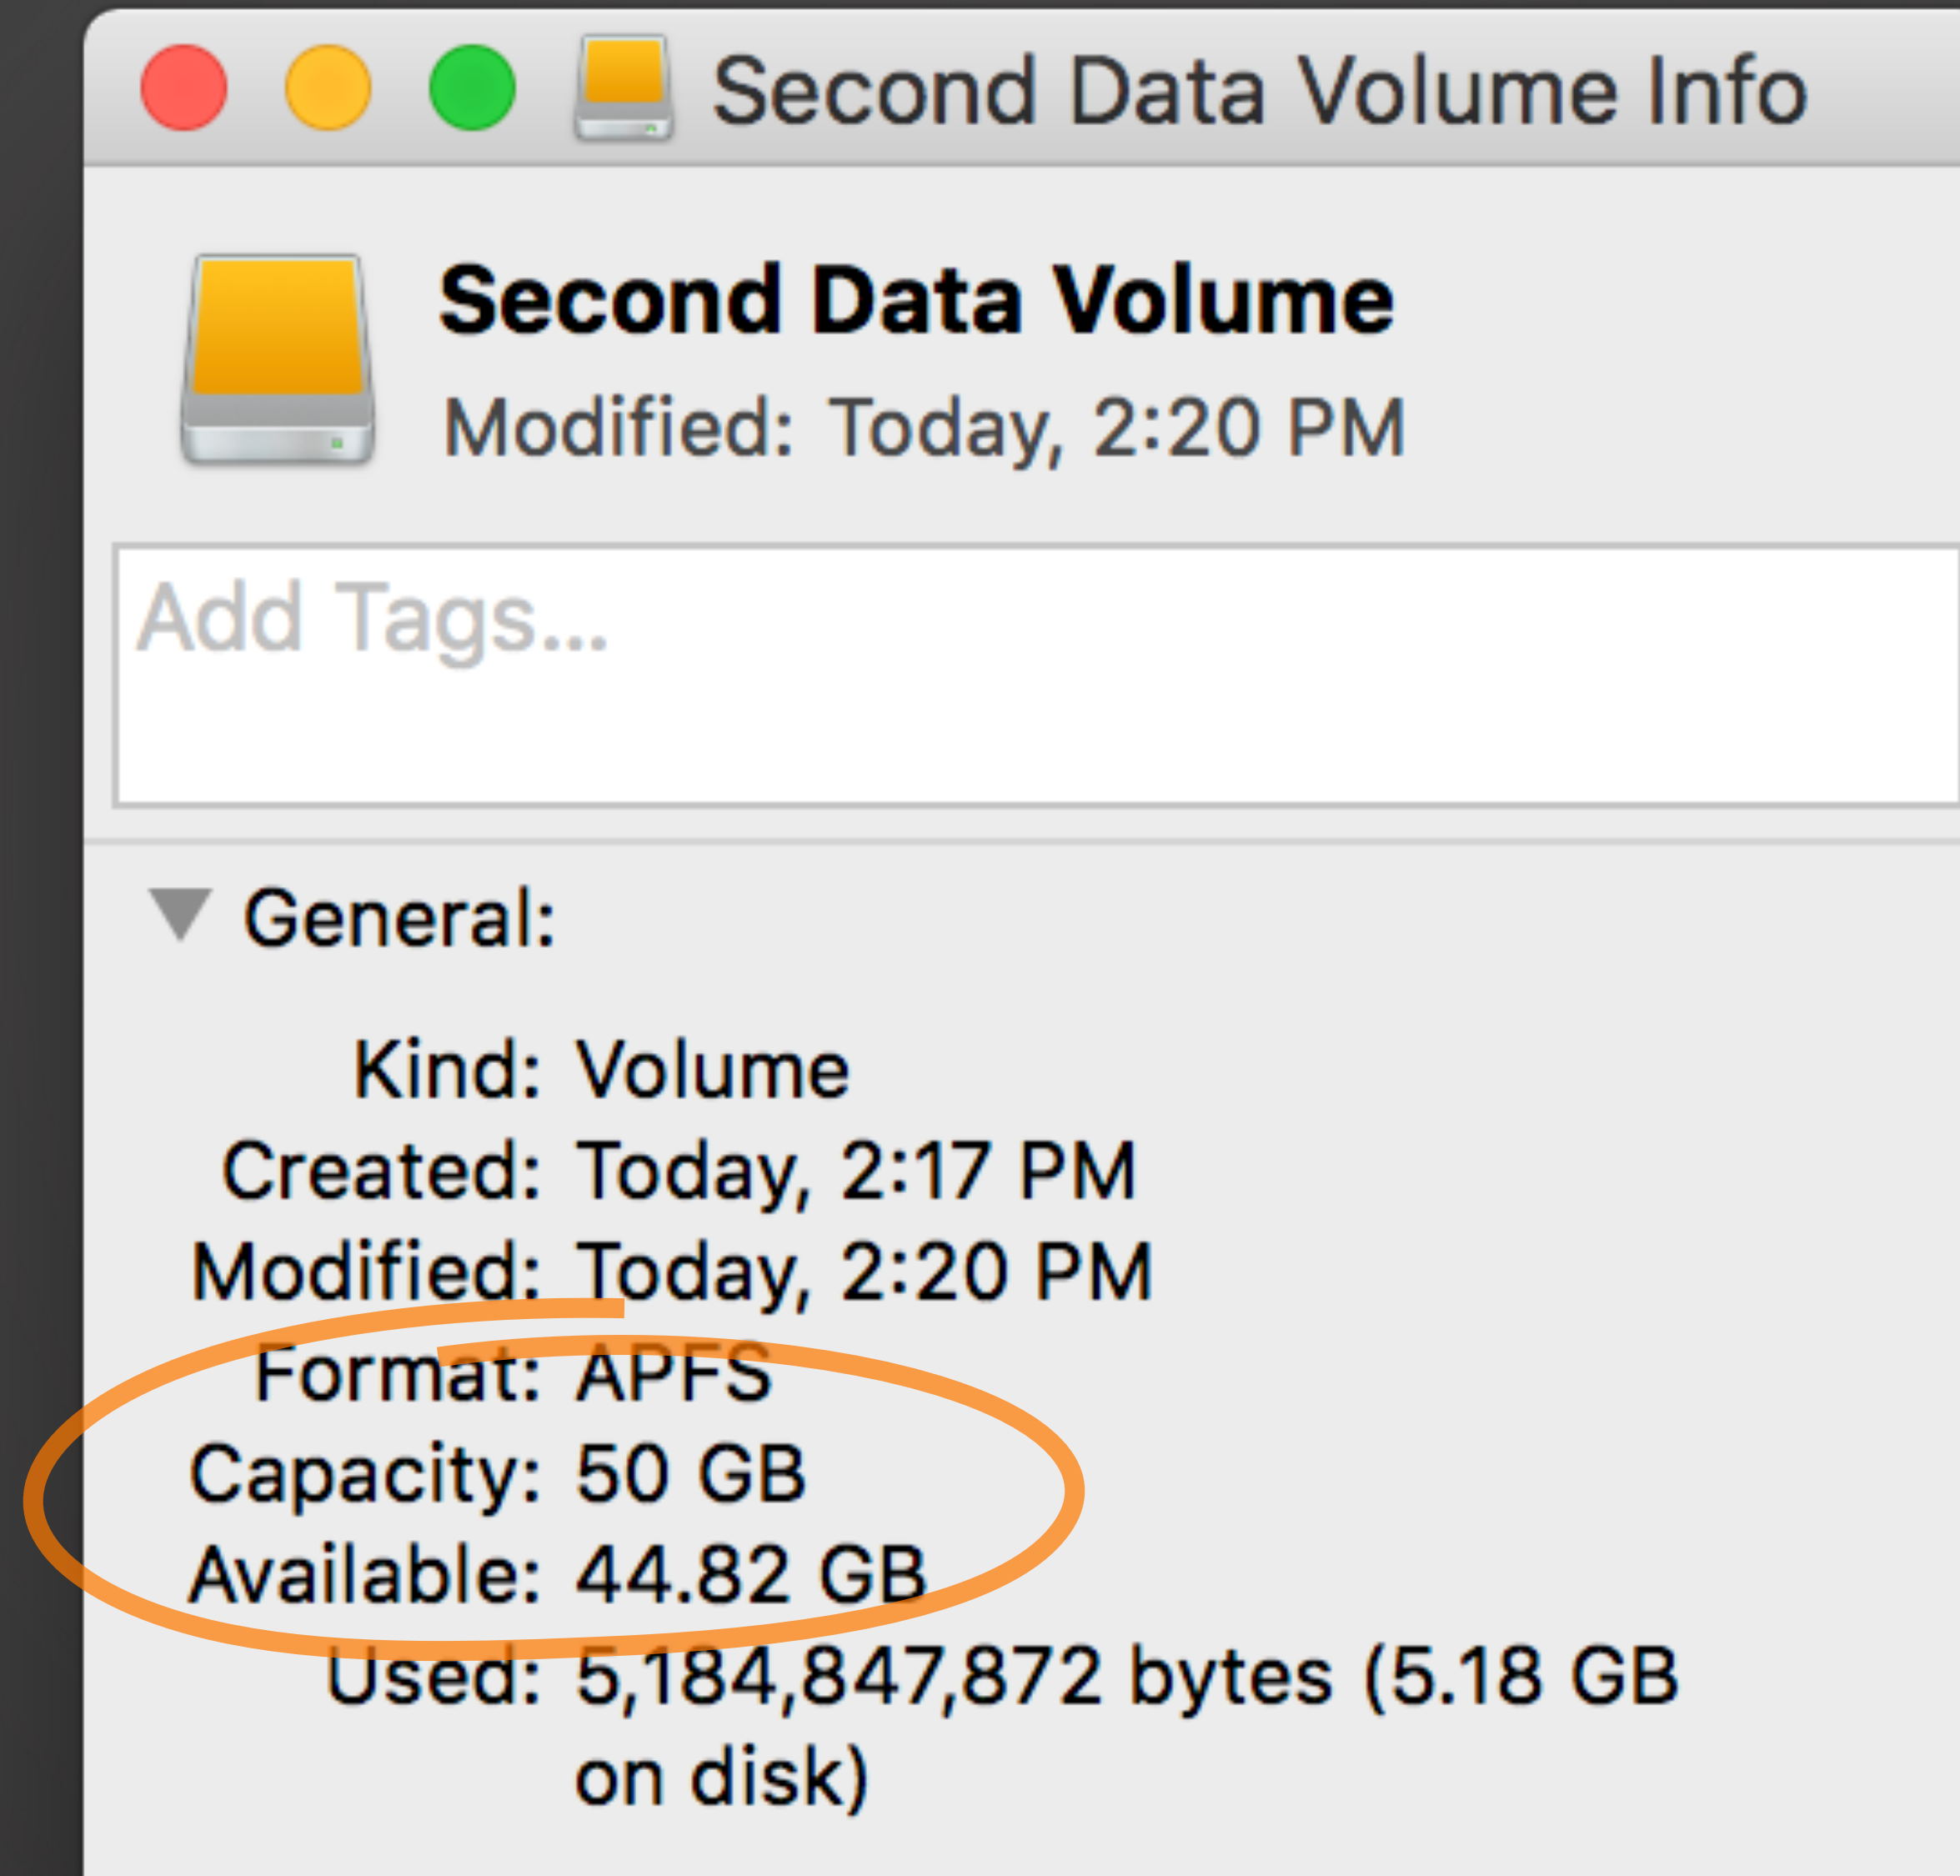 Second Data Volume Info
Second Data Volume
Modified: Today, 2:20 PM
Add Tags...
General:
Kind: Volume
Created: Today, 2:17 PM
Modified: Today, 2:20 PM
Format: APFS
Capacity: 50 GB
Available: 44.82 GB
Used: 5,184,847,872 bytes (5.18 GB
on disk)